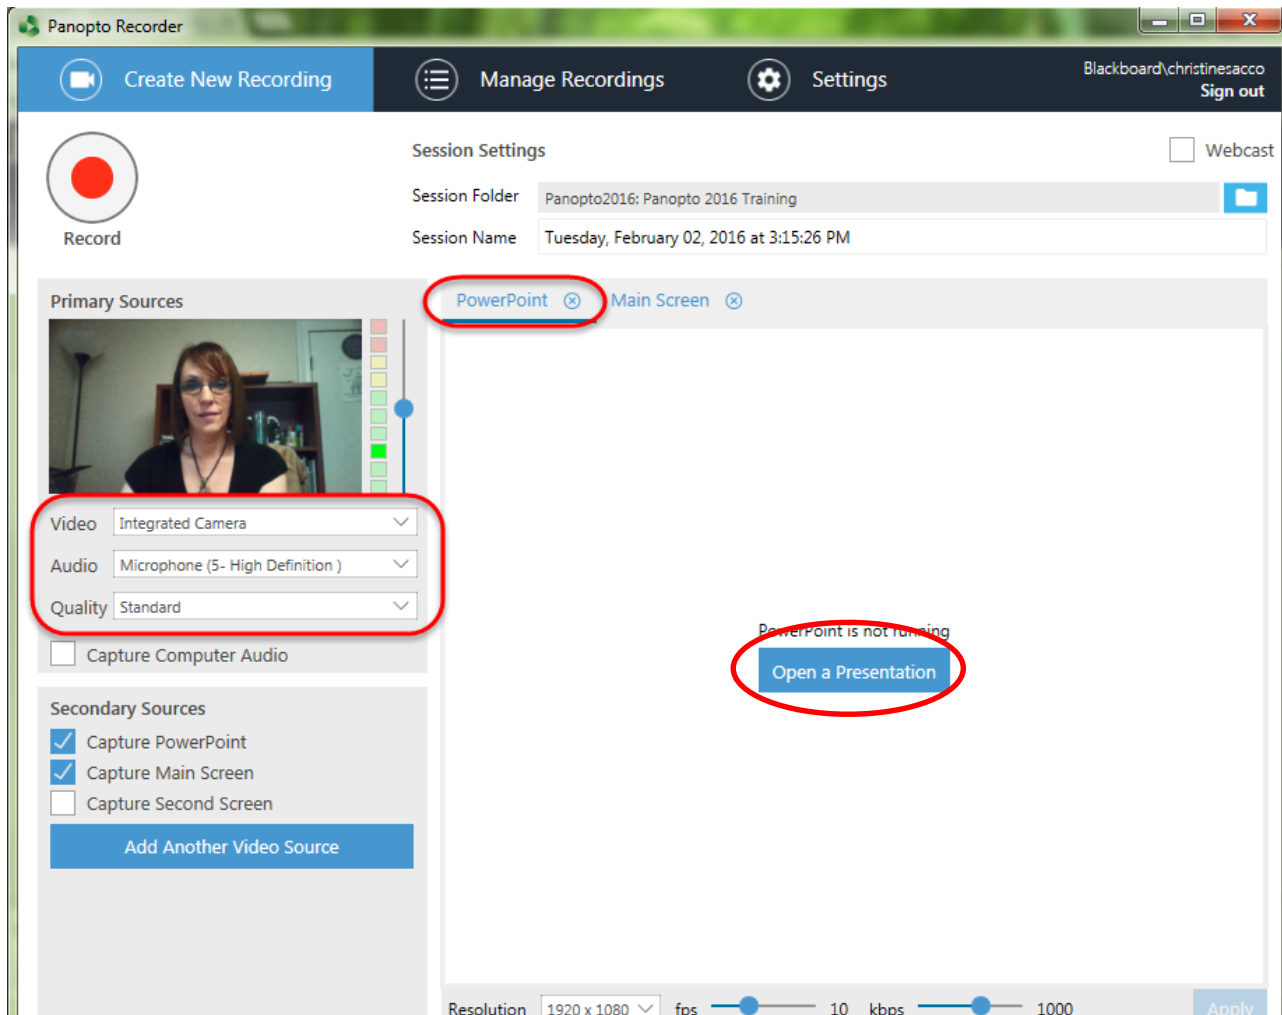 Panopto Recorder
Create New Recording
Manage Recordings
Settings
Blackboard\christinesacco
Sign out
Record
Session Settings
Webcast
Session Folder Panopto2016: Panopto 2016 Training
Session Name Tuesday, February 02, 2016 at 3:15:26 PM
Primary Sources
PowerPoint Main Screen
Video Integrated Camera
Audio Microphone (5- High Definition )
Quality Standard
Capture Computer Audio
PowerPoint is not running
Open a Presentation
Secondary Sources
Capture PowerPoint
Capture Main Screen
Capture Second Screen
Add Another Video Source
Resolution 1920 x 1080 fps 10 kbps 1000 Apply